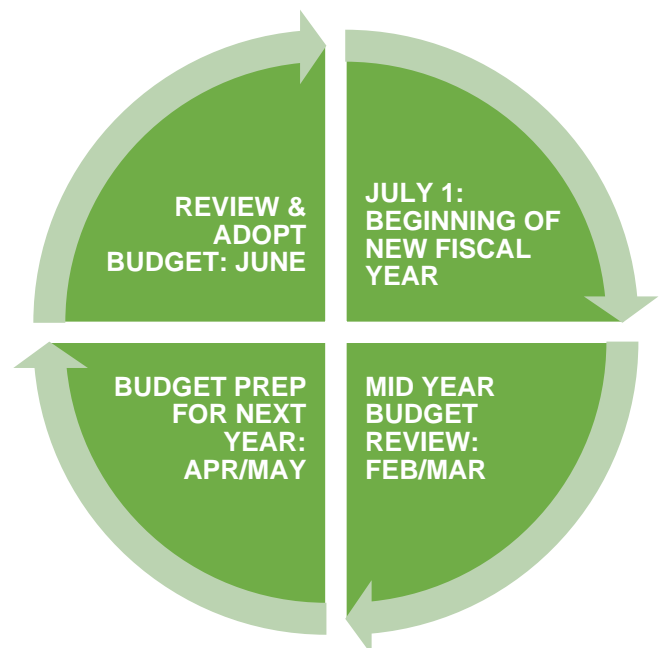 REVIEW &
ADOPT
BUDGET: JUNE
JULY 1:
BEGINNING OF
NEW FISCAL
YEAR
BUDGET PREP
FOR NEXT
YEAR:
APR/MAY
MID YEAR
BUDGET
REVIEW:
FEB/MAR